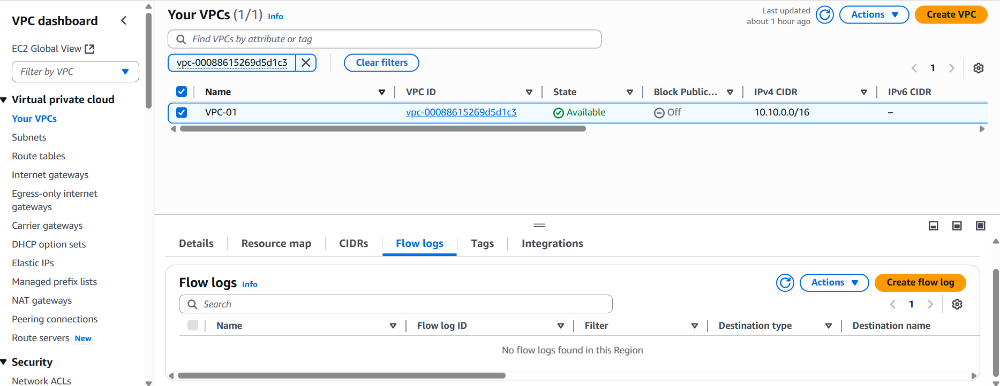 VPC dashboard
EC2 Global View
Filter by VPC
Virtual private cloud
Your VPCs
Subnets
Route tables
Internet gateways
Egress-only internet
gateways
Carrier gateways
DHCP option sets
Elastic IPs
Managed prefix lists
NAT gateways
Peering connections
Route servers New
Security
Network ACLs
Your VPCs (1/1) Info
Last updated
about 1 hour ago
Actions
Create VPC
Find VPCs by attribute or tag
vpc-00088615269d5d1c3
Clear filters
1
Name VPC ID State Block Public... IPv4 CIDR IPv6 CIDR
VPC-01 vpc-00088615269d5d1c3 Available Off 10.10.0.0/16 –
Details Resource map CIDRs Flow logs Tags Integrations
Flow logs Info
Actions
Create flow log
Search
1
Name Flow log ID Filter Destination type Destination name
No flow logs found in this Region